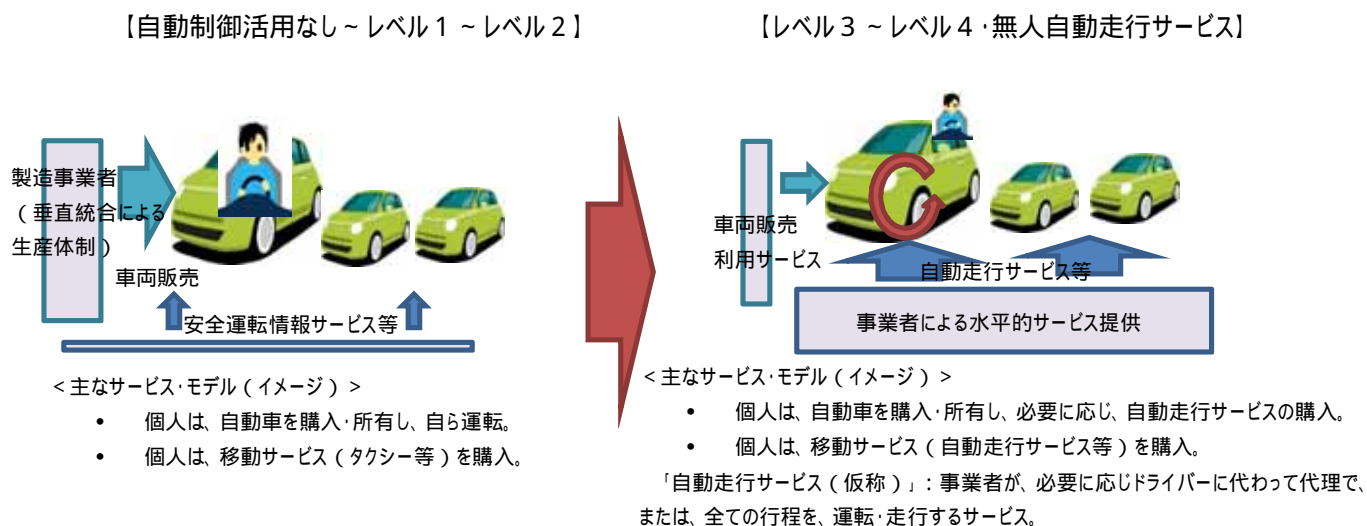 【自動制御活用なし～レベル１～レベル２】
製造事業者
（垂直統合による
生産体制）
車両販売
安全運転情報サービス等
＜主なサービス・モデル（イメージ）＞
• 個人は、自動車を購入・所有し、自ら運転。
• 個人は、移動サービス（タクシー等）を購入。
【レベル３～レベル４・無人自動走行サービス】
車両販売
利用サービス
自動走行サービス等
事業者による水平的サービス提供
＜主なサービス・モデル（イメージ）＞
• 個人は、自動車を購入・所有し、必要に応じ、自動走行サービスの購入。
• 個人は、移動サービス（自動走行サービス等）を購入。
「自動走行サービス（仮称）」：事業者が、必要に応じドライバーに代わって代理で、
または、全ての行程を、運転・走行するサービス。